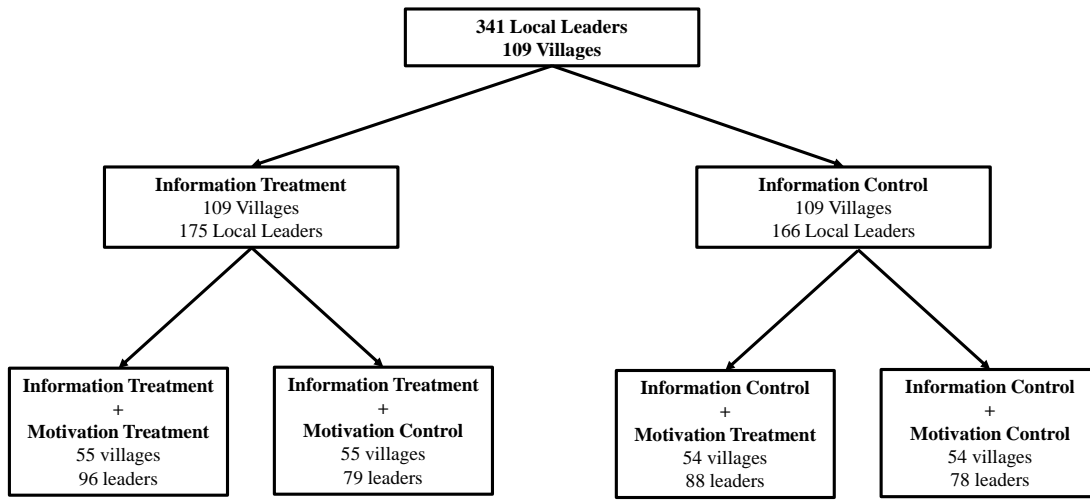 341 Local Leaders
109 Villages
Information Treatment
109 Villages
175 Local Leaders
Information Control
109 Villages
166 Local Leaders
Information Treatment
+
Motivation Treatment
55 villages
96 leaders
Information Treatment
+
Motivation Control
55 villages
79 leaders
Information Control
+
Motivation Treatment
54 villages
88 leaders
Information Control
+
Motivation Control
54 villages
78 leaders